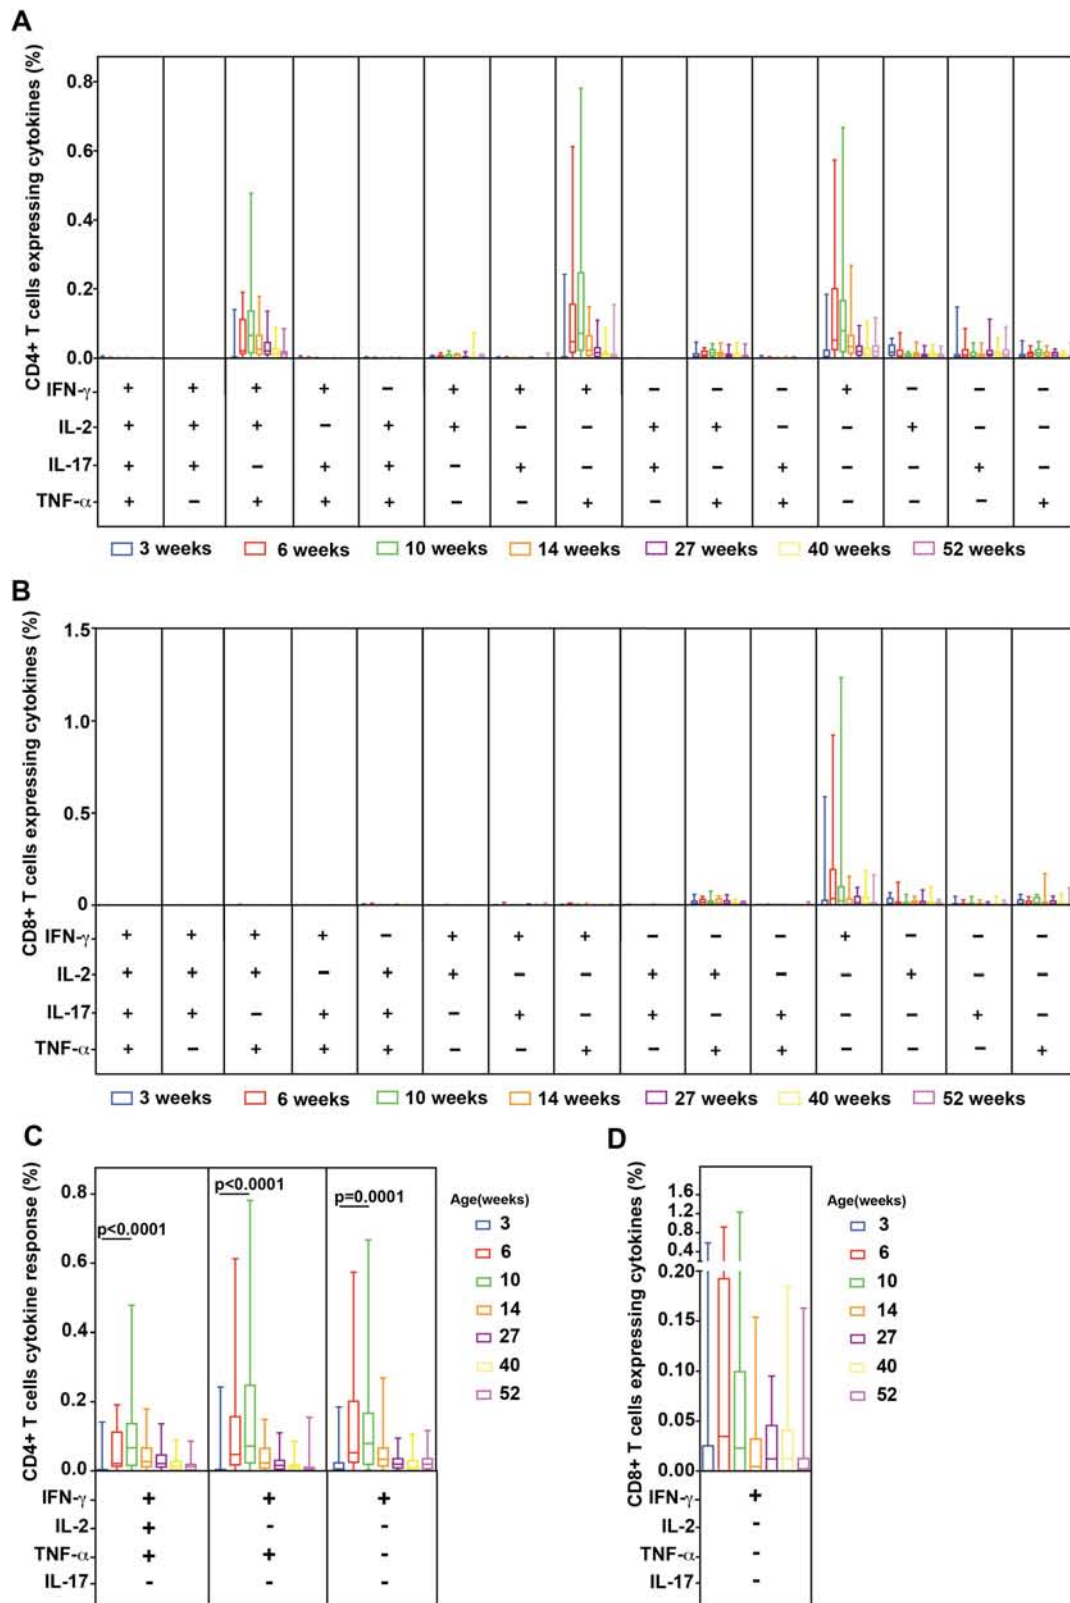 A
CD4+ T cells expressing cytokines (%)
0.8
0.6
0.4
0.2
0.0
IFN-γ + + + + − + + + − − − + − − −
IL-2 + + + − + + − − + + − − + − −
IL-17 + + − + + − + − + − + − − + −
TNF-α + − + + + − − + − + + − − − +
3 weeks 6 weeks 10 weeks 14 weeks 27 weeks 40 weeks 52 weeks
B
CD8+ T cells expressing cytokines (%)
1.5
1.0
0.5
0
IFN-γ + + + + − + + + − − − + − − −
IL-2 + + + − + + − − + + − − + − −
IL-17 + + − + + − + − + − + − − + −
TNF-α + − + + + − − + − + + − − − +
3 weeks 6 weeks 10 weeks 14 weeks 27 weeks 40 weeks 52 weeks
C
CD4+ T cells cytokine response (%)
0.8
0.6
0.4
0.2
0.0
p<0.0001
p<0.0001
p=0.0001
IFN-γ + + +
IL-2 + - -
TNF-α + + -
IL-17 - - -
Age(weeks)
3
6
10
14
27
40
52
D
CD8+ T cells expressing cytokines (%)
1.6
1.2
0.8
0.4
0.20
0.15
0.10
0.05
0.00
IFN-γ +
IL-2 -
TNF-α -
IL-17 -
Age(weeks)
3
6
10
14
27
40
52